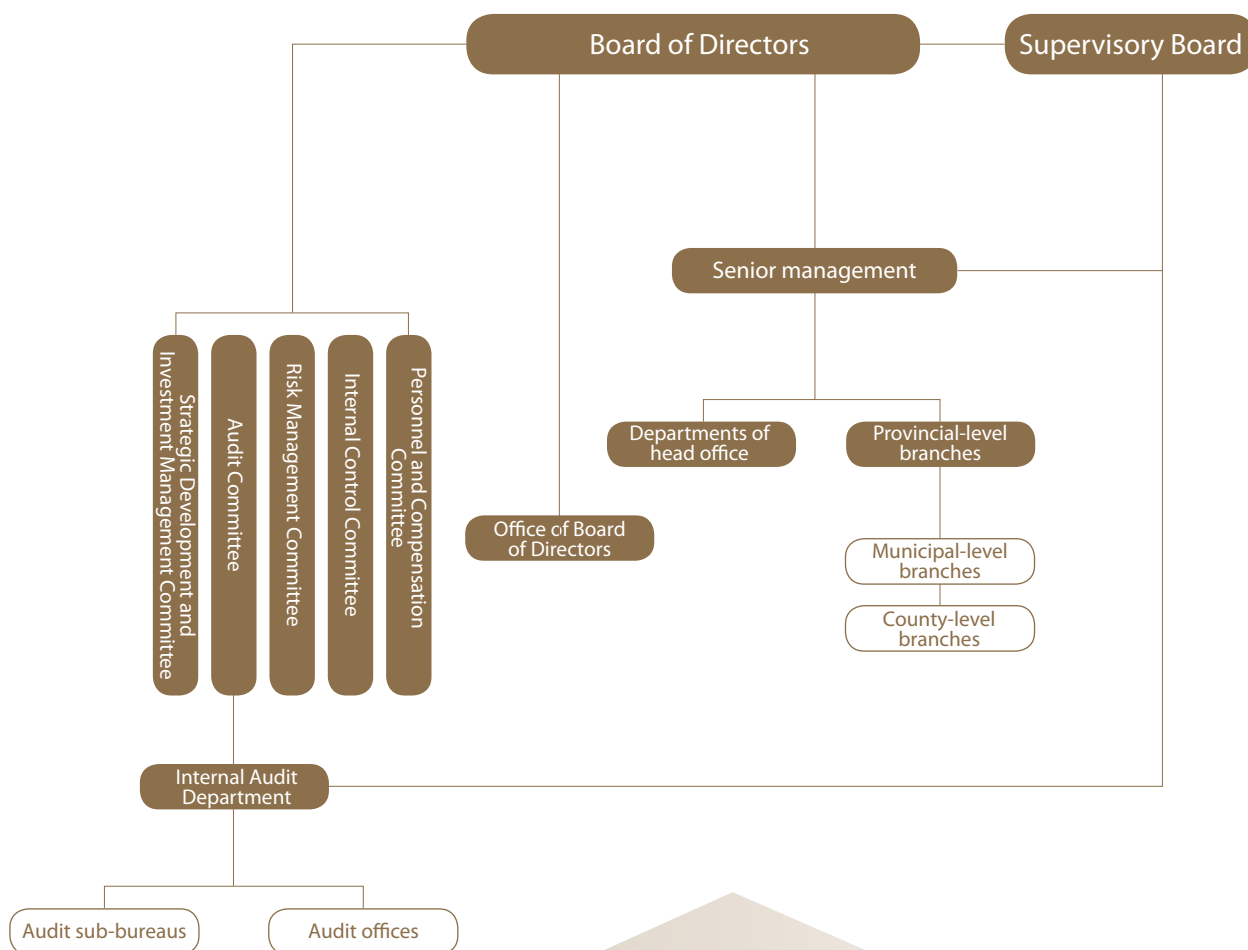 Board of Directors
Supervisory Board
Senior management
Strategic Development and
Investment Management Committee
Audit Committee
Risk Management Committee
Internal Control Committee
Personnel and Compensation
Committee
Departments of
head office
Provincial-level
branches
Office of Board
of Directors
Municipal-level
branches
County-level
branches
Internal Audit
Department
Audit sub-bureaus
Audit offices